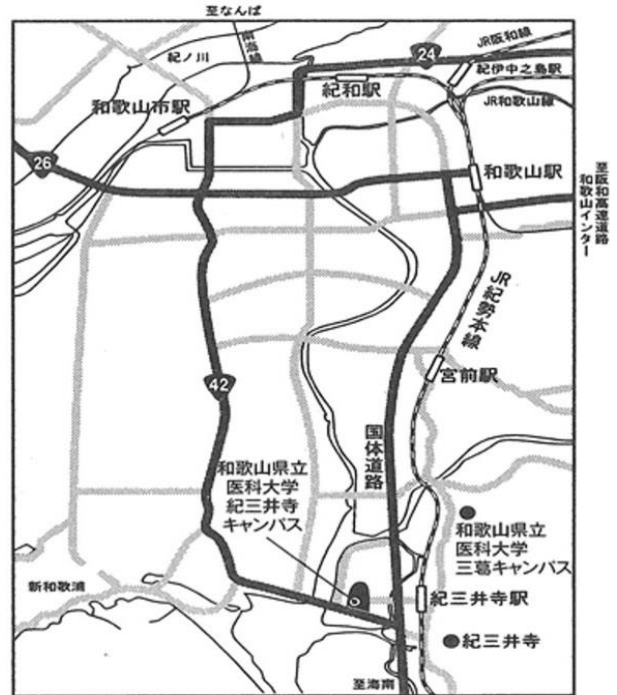 至なんば
24
JR阪和線
紀ノ川
南海線
紀和駅
紀伊中之島駅
和歌山市駅
JR和歌山線
26
和歌山駅
至阪和高速道路
和歌山インター
JR紀勢本線
宮前駅
42
国体道路
和歌山県立
医科大学
紀三井寺
キャンパス
和歌山県立
医科大学
三葛キャンパス
新和歌浦
紀三井寺駅
紀三井寺
至海南